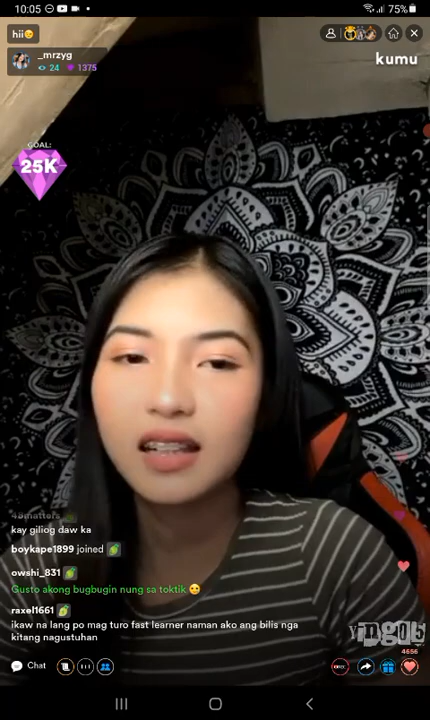 10:05
75%
hii
_mrzyg
kumu
24 1375
GOAL:
25K
kay giliog daw ka
boykape1899 joined
owshi_831
Gusto akong bugbugin nung sa toktik
raxel1661
ikaw na lang po mag turo fast learner naman ako ang bilis nga
kitang nagustuhan
4656
Chat